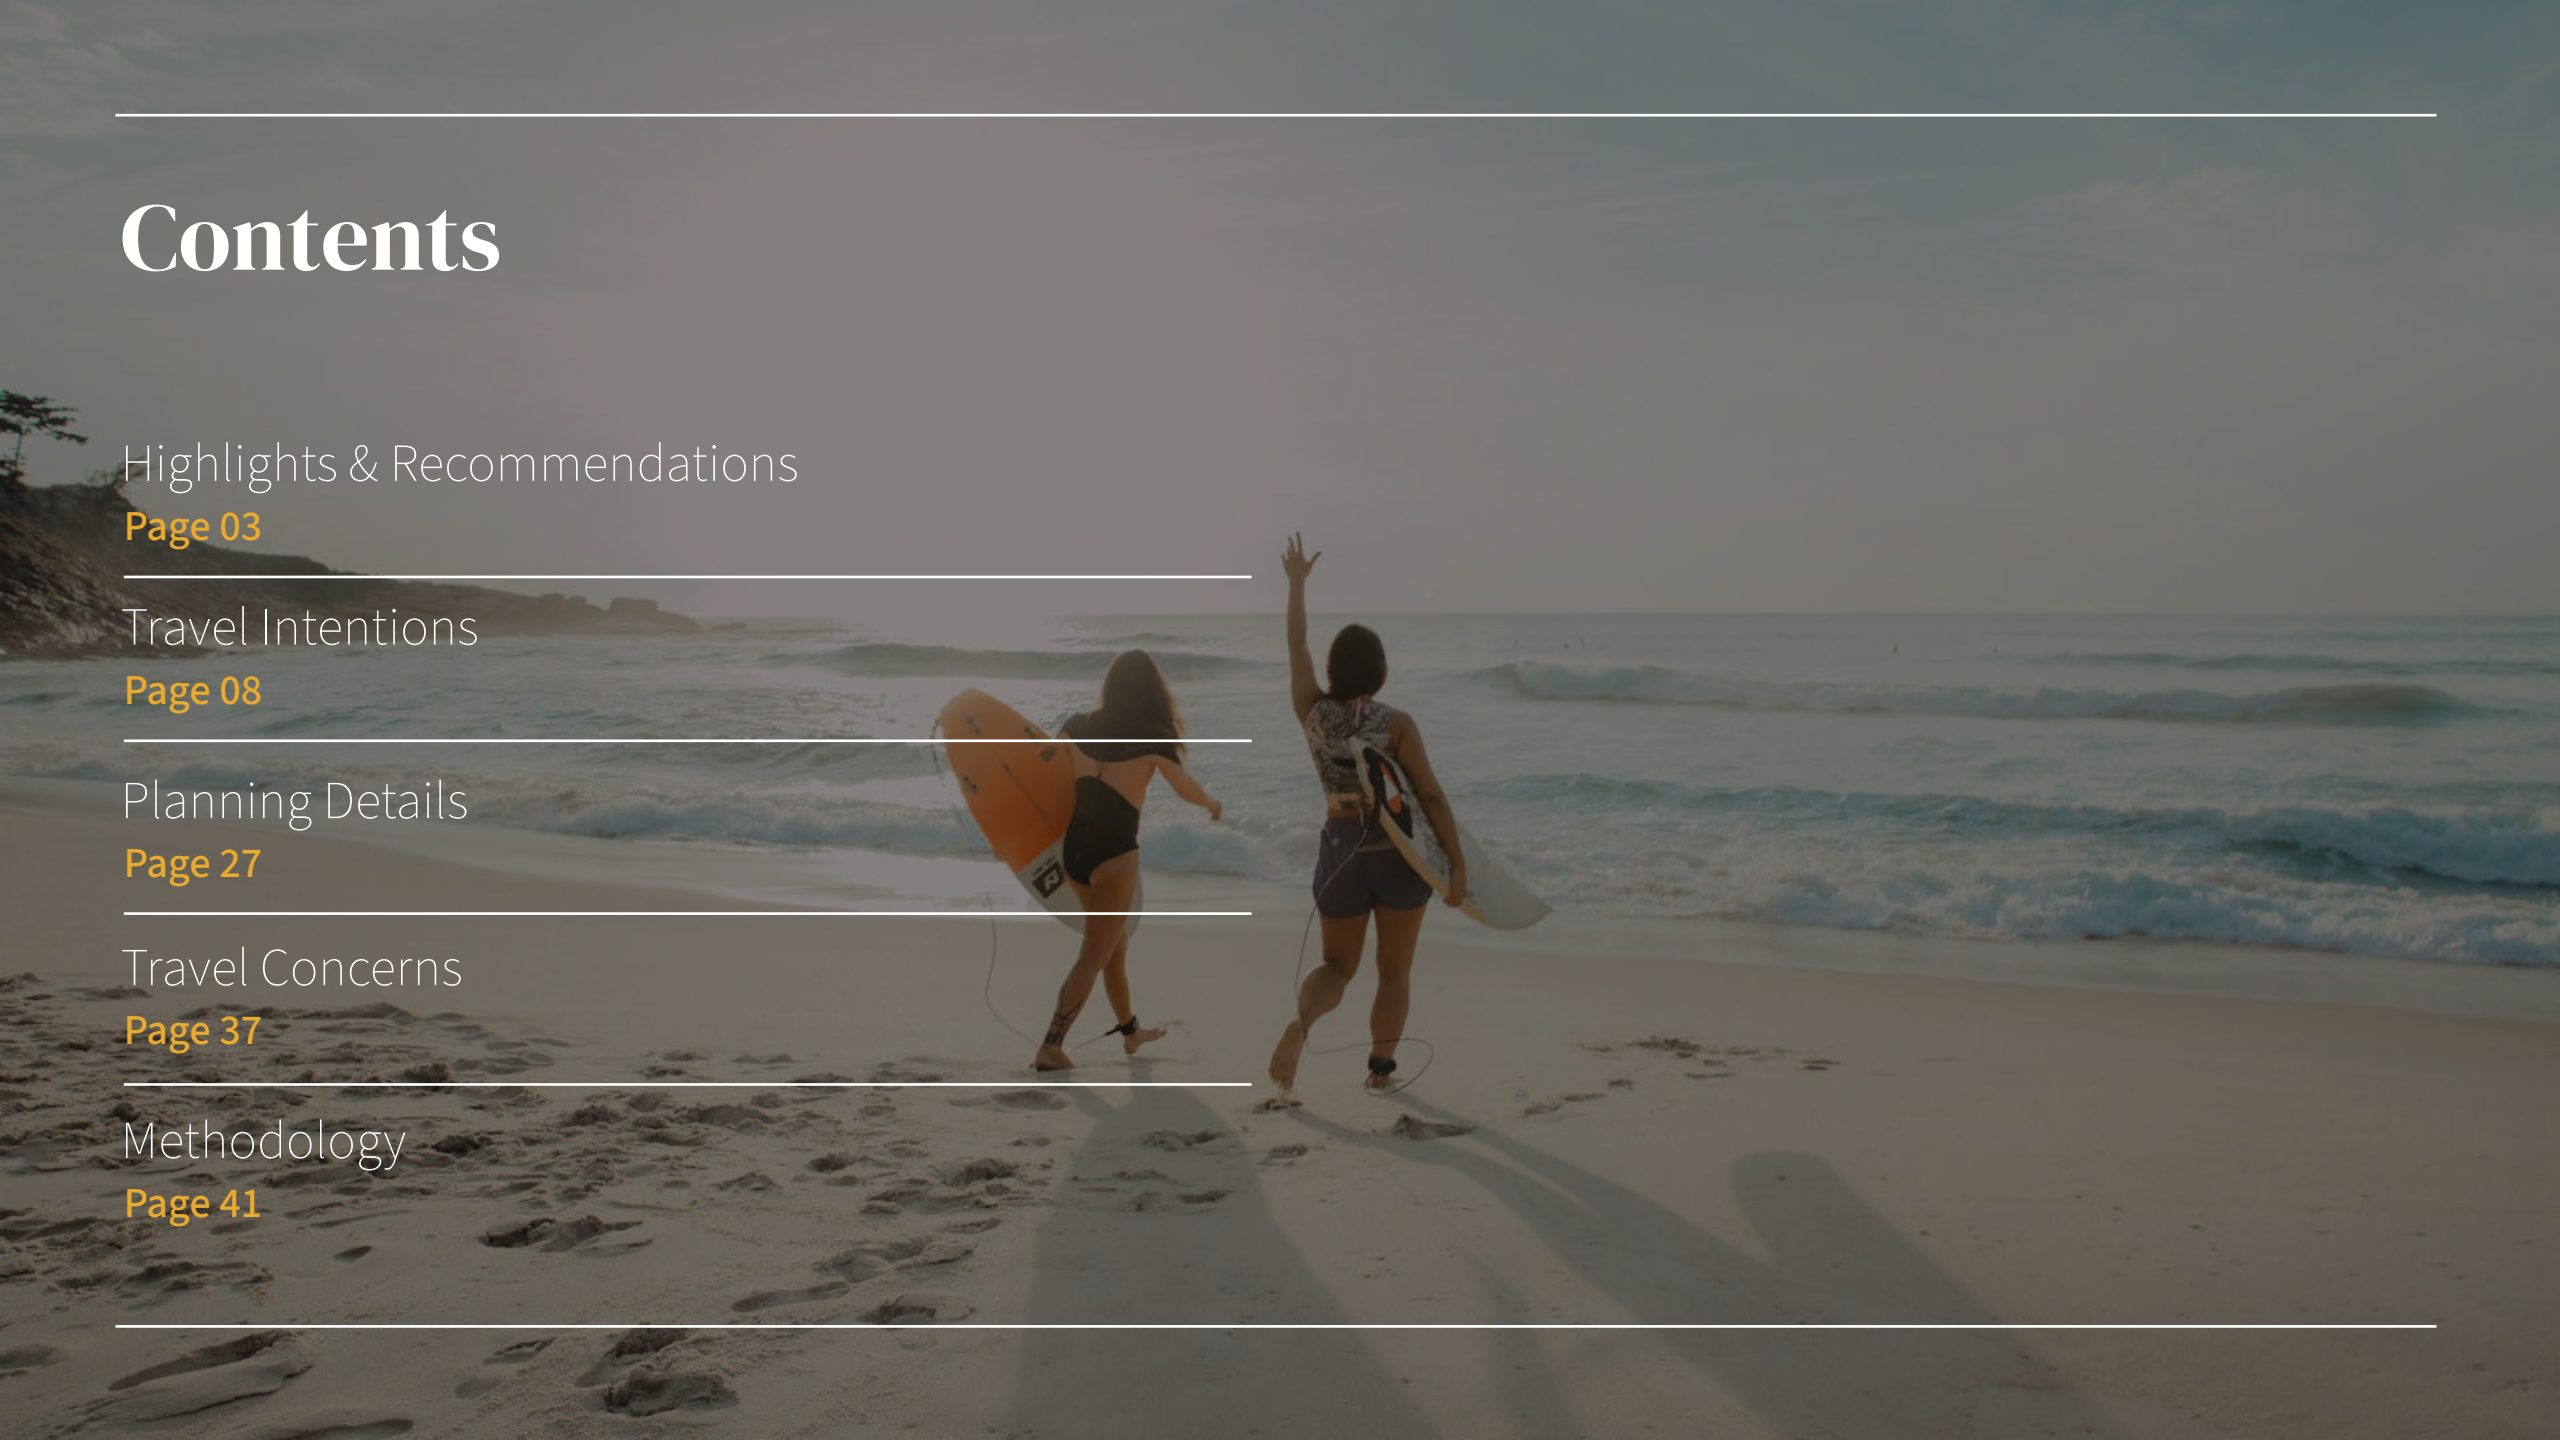 Contents
Highlights & Recommendations
Page 03
Travel Intentions
Page 08
Planning Details
Page 27
Travel Concerns
Page 37
Methodology
Page 41